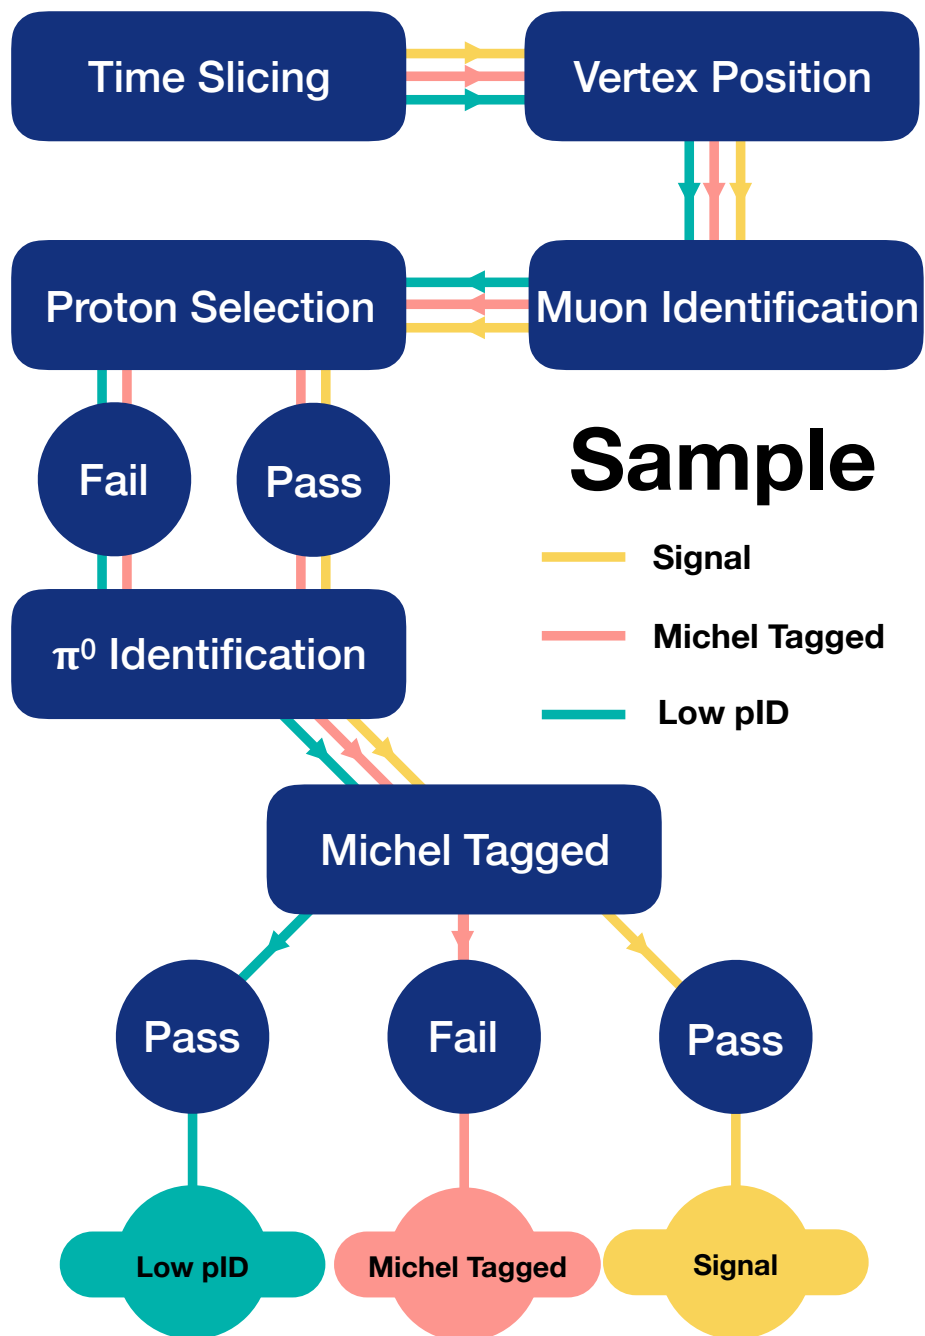 Time Slicing
Vertex Position
Proton Selection
Muon Identification
Fail
Pass
Sample
Signal
Michel Tagged
Low pID
π⁰ Identification
Michel Tagged
Pass
Fail
Pass
Low pID
Michel Tagged
Signal